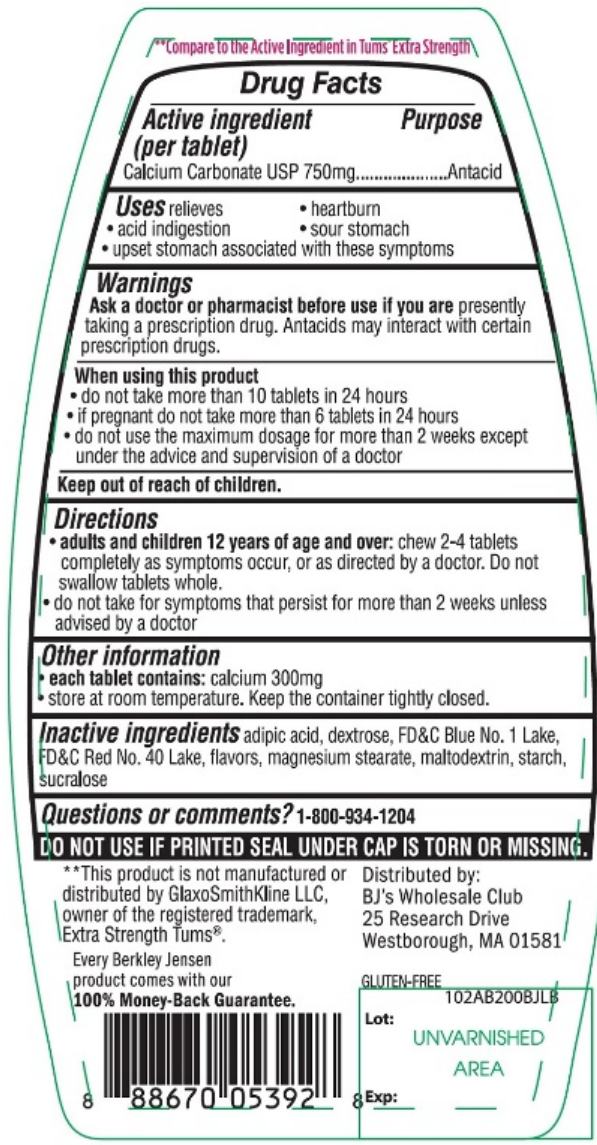 **Compare to the Active Ingredient in Tums® Extra Strength
Drug Facts
Active ingredient Purpose
(per tablet)
Calcium Carbonate USP 750mg....................Antacid
Uses relieves • heartburn
• acid indigestion • sour stomach
• upset stomach associated with these symptoms
Warnings
Ask a doctor or pharmacist before use if you are presently
taking a prescription drug. Antacids may interact with certain
prescription drugs.
When using this product
• do not take more than 10 tablets in 24 hours
• if pregnant do not take more than 6 tablets in 24 hours
• do not use the maximum dosage for more than 2 weeks except
under the advice and supervision of a doctor
Keep out of reach of children.
Directions
• adults and children 12 years of age and over: chew 2-4 tablets
completely as symptoms occur, or as directed by a doctor. Do not
swallow tablets whole.
• do not take for symptoms that persist for more than 2 weeks unless
advised by a doctor
Other information
• each tablet contains: calcium 300mg
• store at room temperature. Keep the container tightly closed.
Inactive ingredients adipic acid, dextrose, FD&C Blue No. 1 Lake,
FD&C Red No. 40 Lake, flavors, magnesium stearate, maltodextrin, starch,
sucralose
Questions or comments? 1-800-934-1204
DO NOT USE IF PRINTED SEAL UNDER CAP IS TORN OR MISSING.
**This product is not manufactured or
distributed by GlaxoSmithKline LLC,
owner of the registered trademark,
Extra Strength Tums®.
Every Berkley Jensen
product comes with our
100% Money-Back Guarantee.
Distributed by:
BJ's Wholesale Club
25 Research Drive
Westborough, MA 01581
GLUTEN-FREE
102AB200BJLB
Lot:
UNVARNISHED
AREA
Exp:
8 88670 05392 8